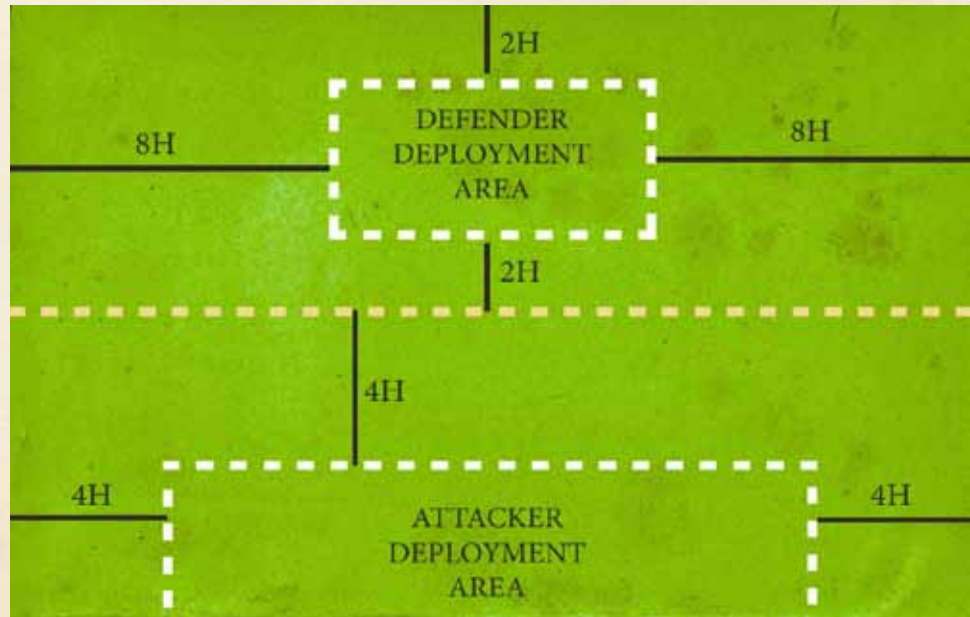 2H
DEFENDER
DEPLOYMENT
AREA
8H
8H
2H
4H
4H
4H
ATTACKER
DEPLOYMENT
AREA